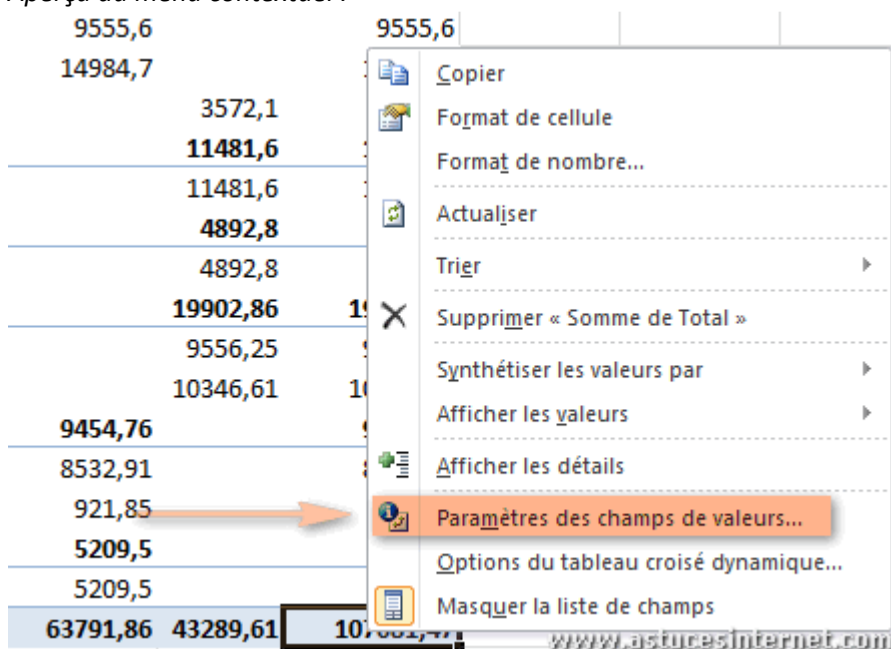 9555,6 9555,6
14984,7
Copier
3572,1
Format de cellule
11481,6
Format de nombre...
11481,6
Actualiser
4892,8
4892,8
Trier
19902,86
Supprimer « Somme de Total »
9556,25
Synthétiser les valeurs par
10346,61
Afficher les valeurs
9454,76
8532,91
Afficher les détails
921,85
Paramètres des champs de valeurs...
5209,5
Options du tableau croisé dynamique...
5209,5
Masquer la liste de champs
63791,86 43289,61
www.astucesinternet.com